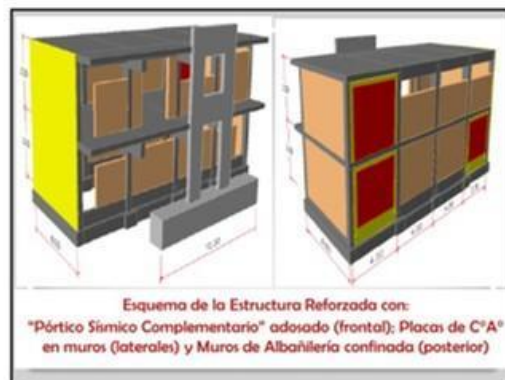 Esquema de la Estructura Reforzada con:
"Pórtico Sísmico Complementario" adosado (frontal); Placas de C°A°
en muros (laterales) y Muros de Albañilería confinada (posterior)